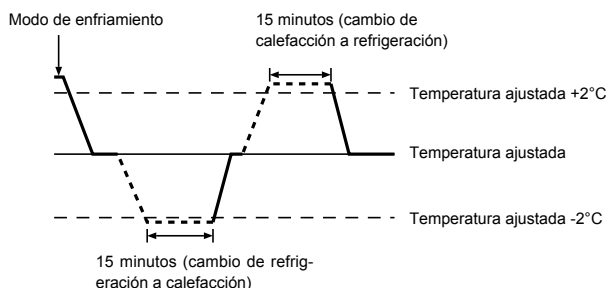 Modo de enfriamiento
15 minutos (cambio de
calefacción a refrigeración)
Temperatura ajustada +2°C
Temperatura ajustada
Temperatura ajustada -2°C
15 minutos (cambio de refrig-
eración a calefacción)